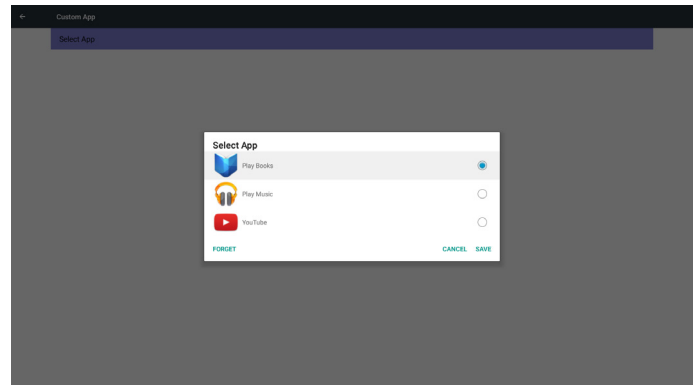 Custom App
Select App
Select App
Play Books
Play Music
YouTube
FORGET
CANCEL SAVE